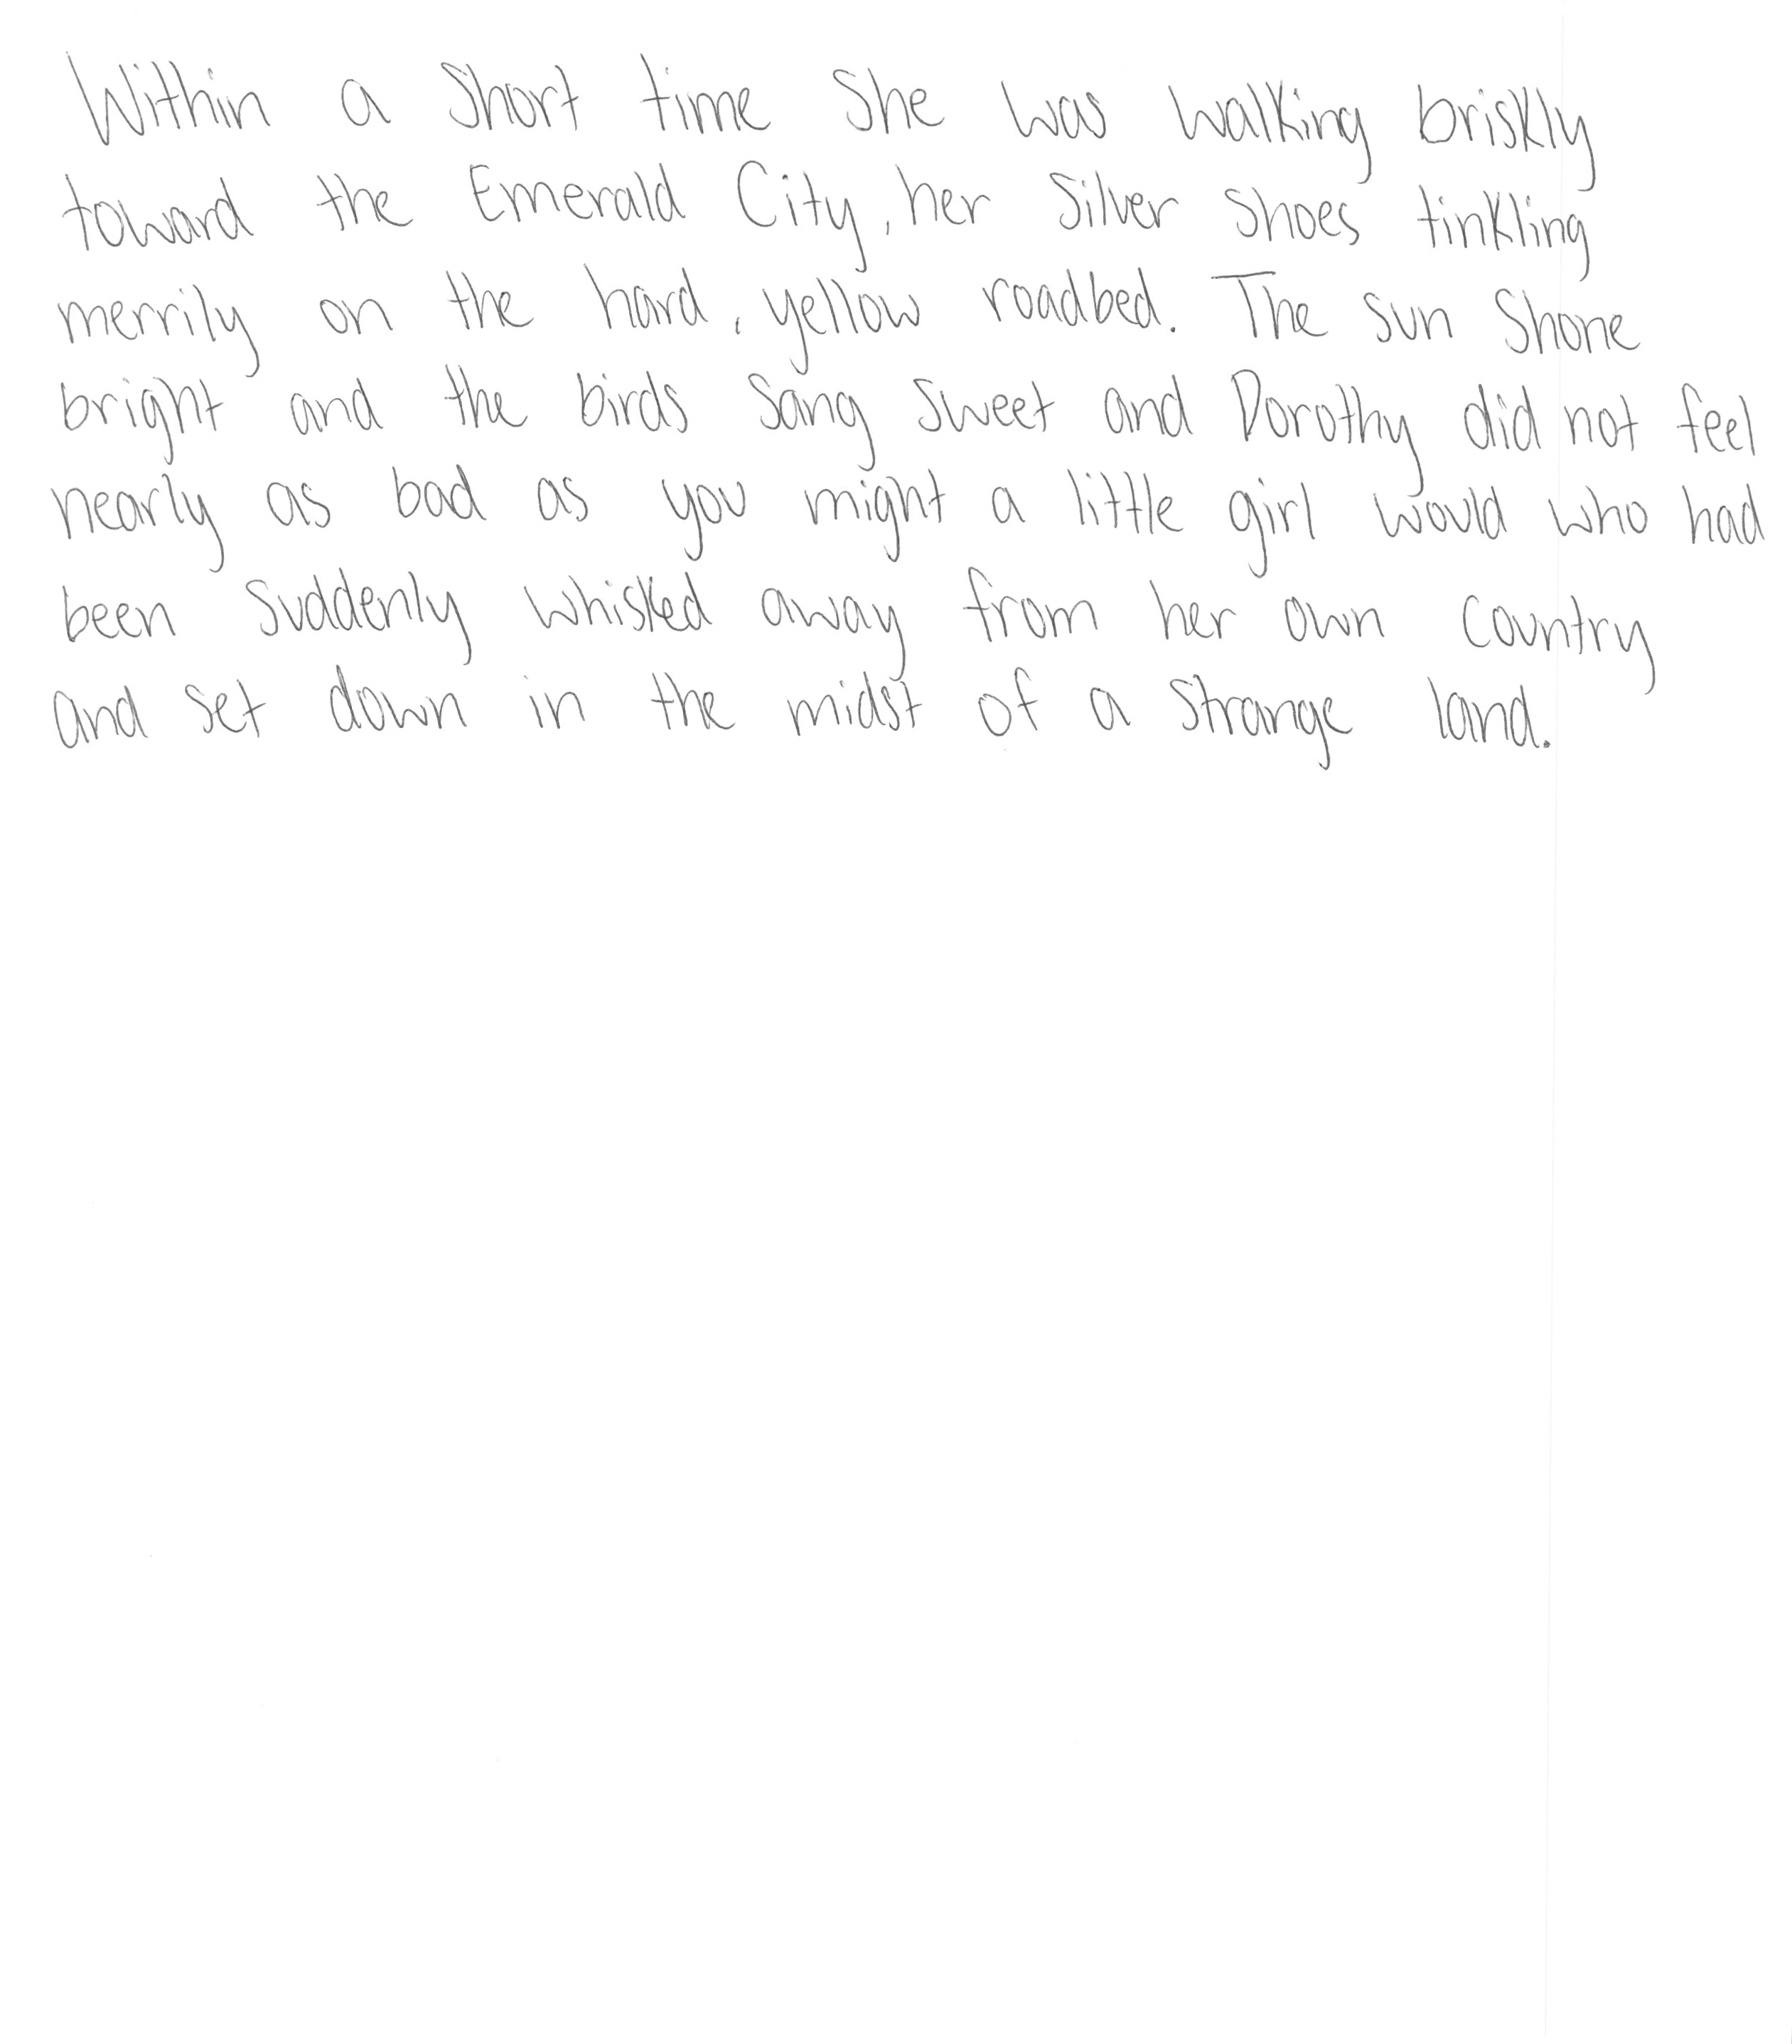 Within a short time she was walking briskly
toward the Emerald City, her Silver shoes tinkling
merrily on the hard, yellow roadbed. The sun shone
bright and the birds sang sweet and Dorothy did not feel
nearly as bad as you might a little girl would who had
been suddenly whisked away from her own country
and set down in the midst of a strange land.